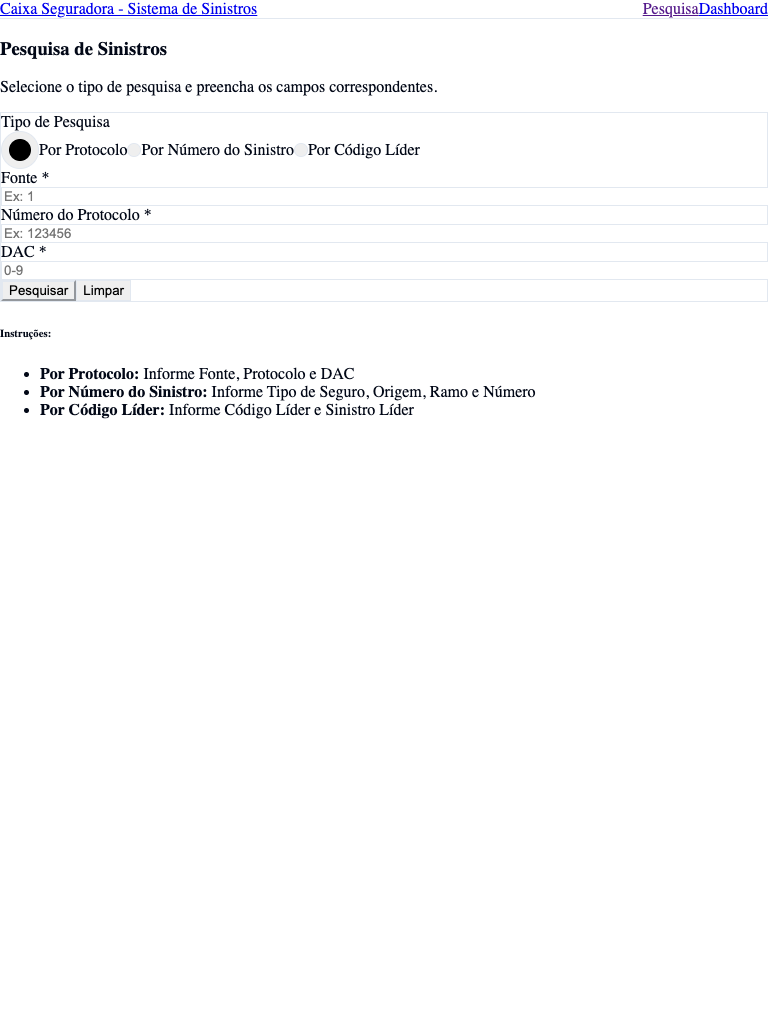 Caixa Seguradora - Sistema de Sinistros PesquisaDashboard
Pesquisa de Sinistros
Selecione o tipo de pesquisa e preencha os campos correspondentes.
Tipo de Pesquisa
Por Protocolo Por Número do Sinistro Por Código Líder
Fonte *
Ex: 1
Número do Protocolo *
Ex: 123456
DAC *
0-9
Pesquisar Limpar
Instruções:
• Por Protocolo: Informe Fonte, Protocolo e DAC
• Por Número do Sinistro: Informe Tipo de Seguro, Origem, Ramo e Número
• Por Código Líder: Informe Código Líder e Sinistro Líder